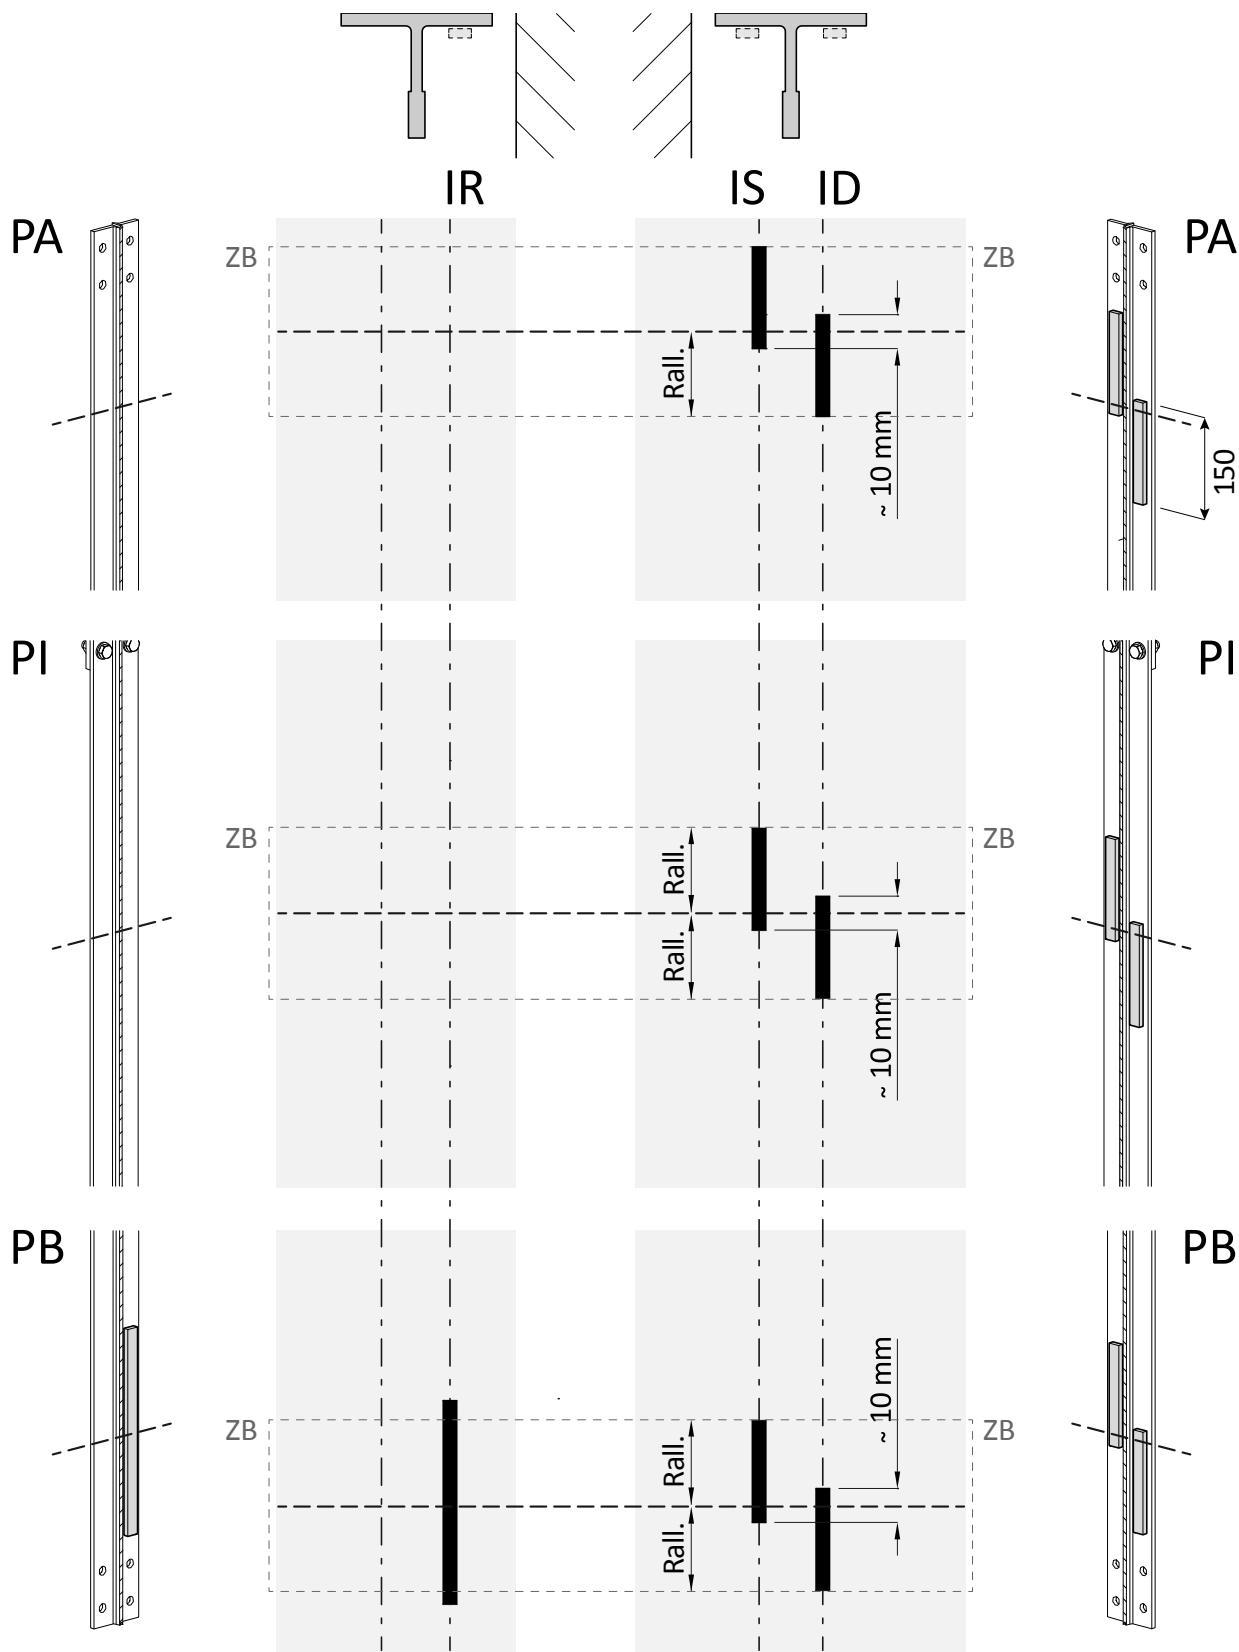 IR IS ID
PA PA
ZB ZB
Rall.
~ 10 mm
150
PI PI
ZB ZB
Rall.
Rall.
~ 10 mm
PB PB
~ 10 mm
ZB ZB
Rall.
Rall.